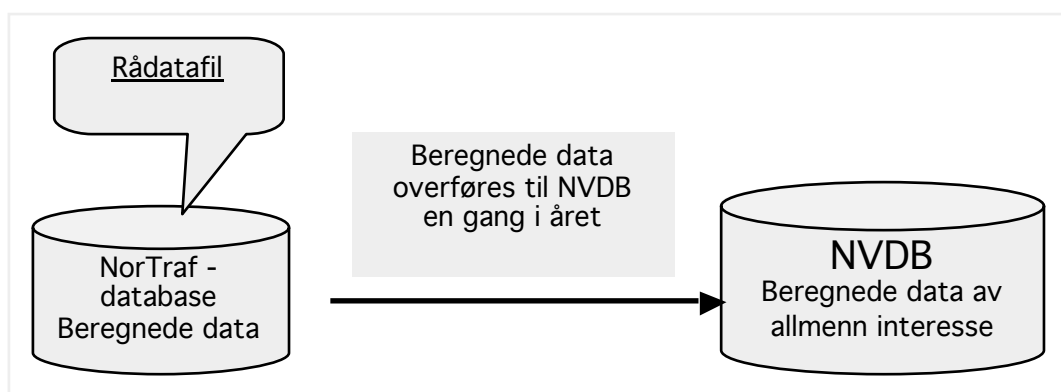 Rådatafil
NorTraf -
database
Beregnede data
Beregnede data
overføres til NVDB
en gang i året
NVDB
Beregnede data av
allmenn interesse